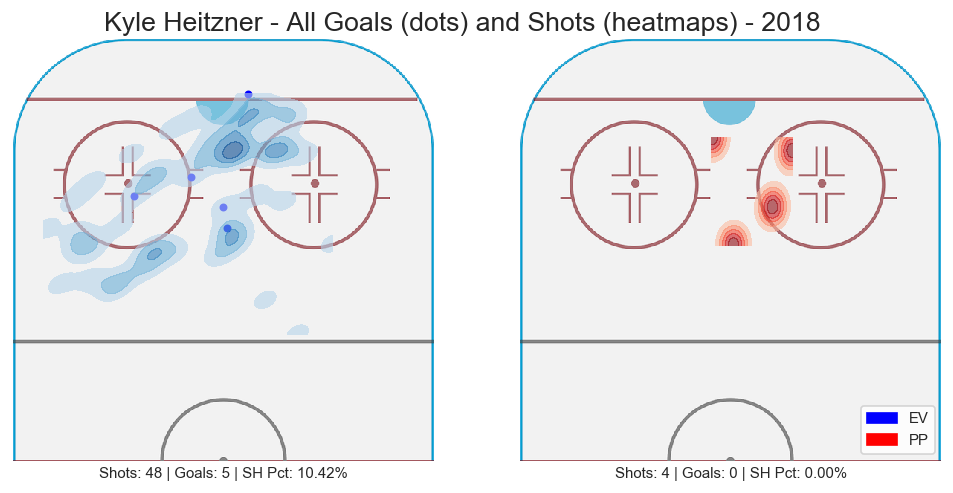 Kyle Heitzner - All Goals (dots) and Shots (heatmaps) - 2018
EV
PP
Shots: 48 | Goals: 5 | SH Pct: 10.42%
Shots: 4 | Goals: 0 | SH Pct: 0.00%